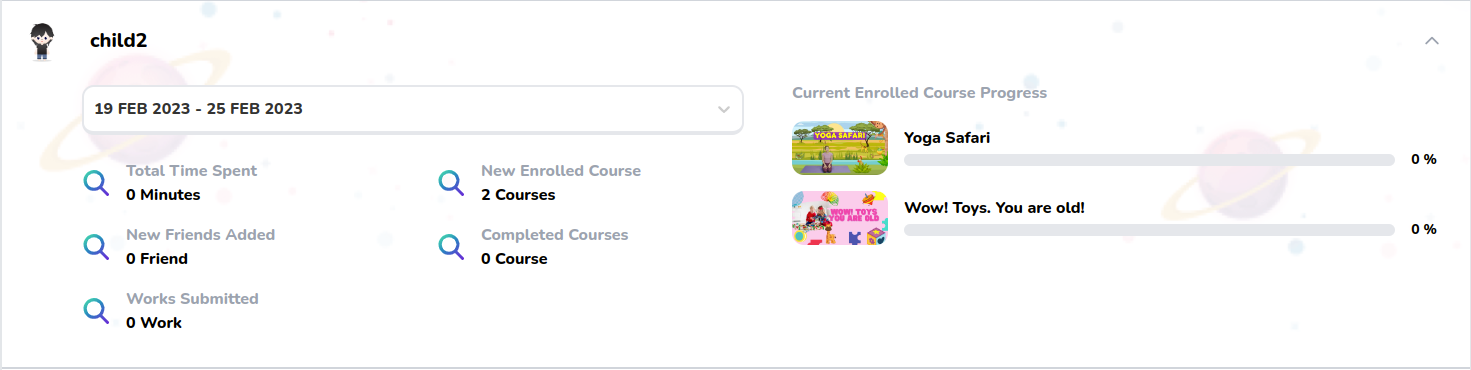 child2
19 FEB 2023 - 25 FEB 2023
Total Time Spent
0 Minutes
New Enrolled Course
2 Courses
New Friends Added
0 Friend
Completed Courses
0 Course
Works Submitted
0 Work
Current Enrolled Course Progress
YOGA SAFARI
Yoga Safari
0 %
WOW! TOYS
YOU ARE OLD
Wow! Toys. You are old!
0 %